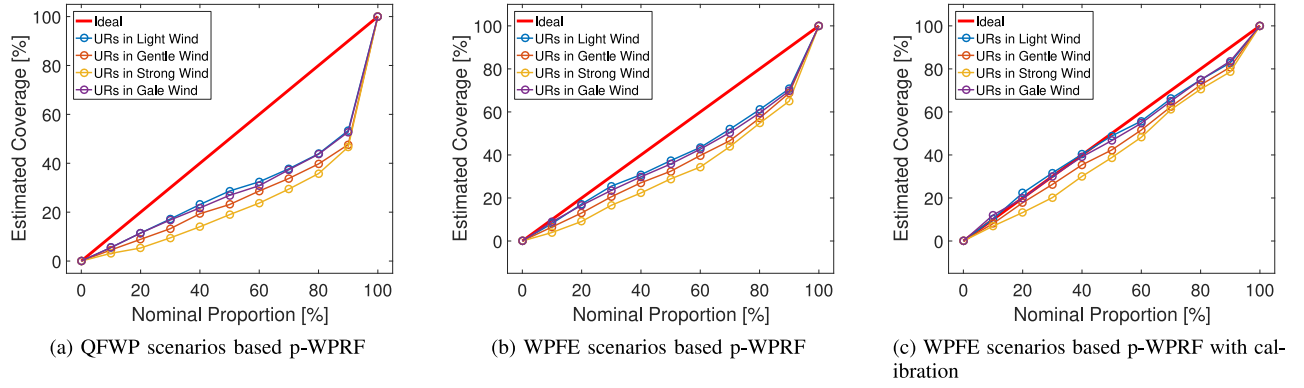 Estimated Coverage [%]
100
80
60
40
20
0
Ideal
URs in Light Wind
URs in Gentle Wind
URs in Strong Wind
URs in Gale Wind
0 20 40 60 80 100
Nominal Proportion [%]
(a) QFWP scenarios based p-WPRF
Estimated Coverage [%]
100
80
60
40
20
0
Ideal
URs in Light Wind
URs in Gentle Wind
URs in Strong Wind
URs in Gale Wind
0 20 40 60 80 100
Nominal Proportion [%]
(b) WPFE scenarios based p-WPRF
Estimated Coverage [%]
100
80
60
40
20
0
Ideal
URs in Light Wind
URs in Gentle Wind
URs in Strong Wind
URs in Gale Wind
0 20 40 60 80 100
Nominal Proportion [%]
(c) WPFE scenarios based p-WPRF with cal-
ibration